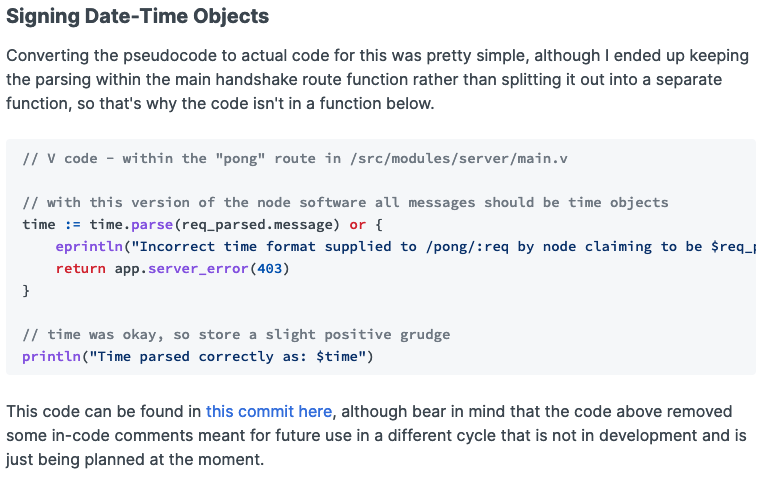 Signing Date-Time Objects
Converting the pseudocode to actual code for this was pretty simple, although I ended up keeping
the parsing within the main handshake route function rather than splitting it out into a separate
function, so that's why the code isn't in a function below.
// V code - within the "pong" route in /src/modules/server/main.v
// with this version of the node software all messages should be time objects
time := time.parse(req_parsed.message) or {
    eprintln("Incorrect time format supplied to /pong/:req by node claiming to be $req_
    return app.server_error(403)
}
// time was okay, so store a slight positive grudge
println("Time parsed correctly as: $time")
This code can be found in this commit here, although bear in mind that the code above removed
some in-code comments meant for future use in a different cycle that is not in development and is
just being planned at the moment.